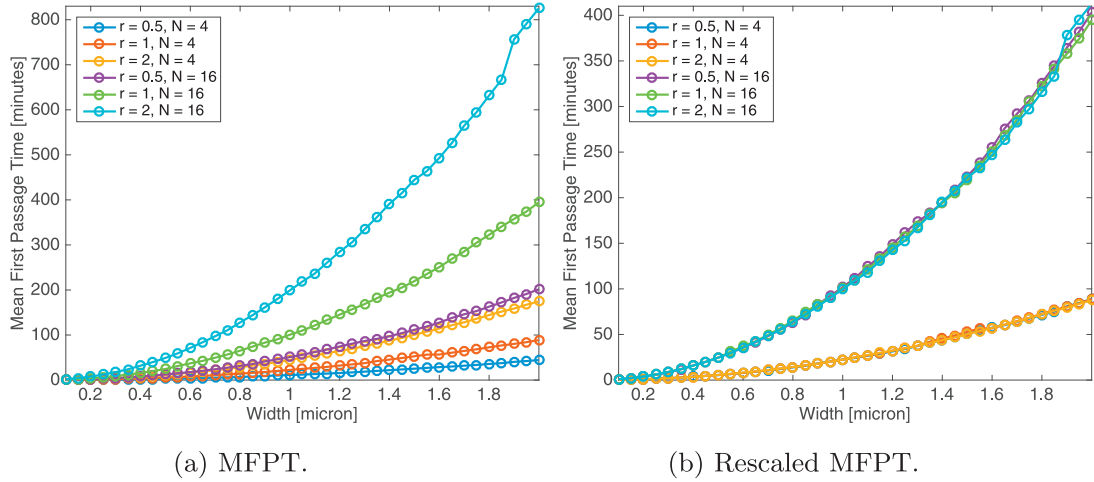 Mean First Passage Time [minutes]
800
700
600
500
400
300
200
100
0
r = 0.5, N = 4
r = 1, N = 4
r = 2, N = 4
r = 0.5, N = 16
r = 1, N = 16
r = 2, N = 16
0.2 0.4 0.6 0.8 1 1.2 1.4 1.6 1.8
Width [micron]
(a) MFPT.
Mean First Passage Time [minutes]
400
350
300
250
200
150
100
50
0
r = 0.5, N = 4
r = 1, N = 4
r = 2, N = 4
r = 0.5, N = 16
r = 1, N = 16
r = 2, N = 16
0.2 0.4 0.6 0.8 1 1.2 1.4 1.6 1.8
Width [micron]
(b) Rescaled MFPT.